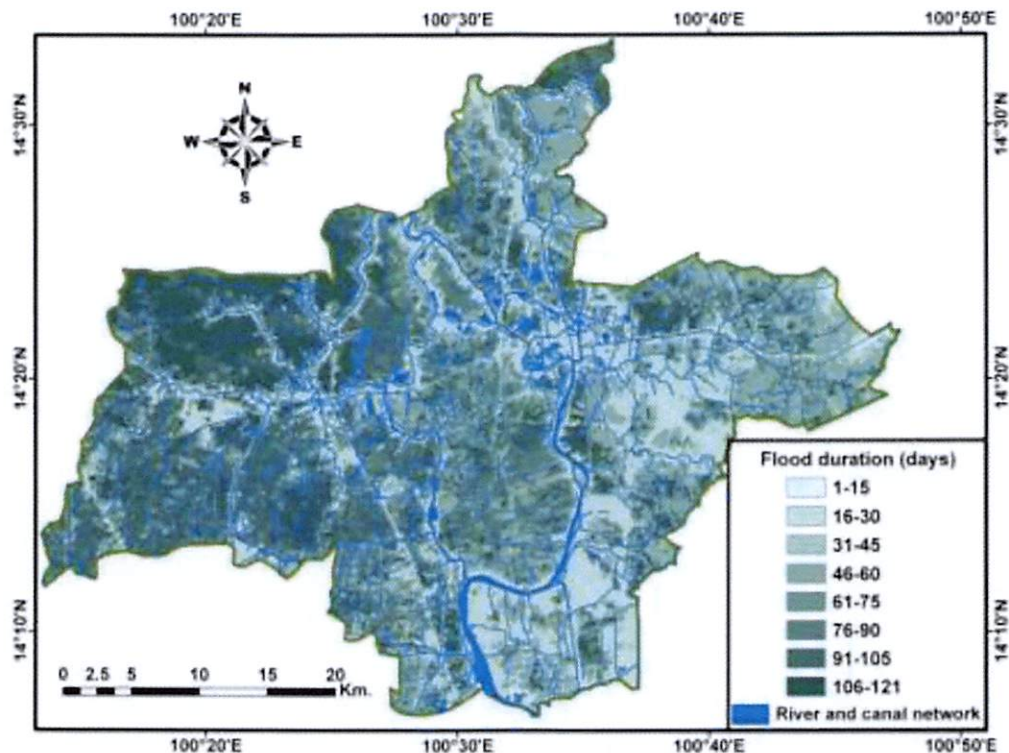 100°20'E 100°30'E 100°40'E 100°50'E
14°30'N
14°30'N
N
W E
S
14°20'N
14°20'N
Flood duration (days)
1-15
16-30
31-45
46-60
61-75
76-90
91-105
106-121
River and canal network
14°10'N
14°10'N
0 2.5 5 10 15 20
Km.
100°20'E 100°30'E 100°40'E 100°50'E